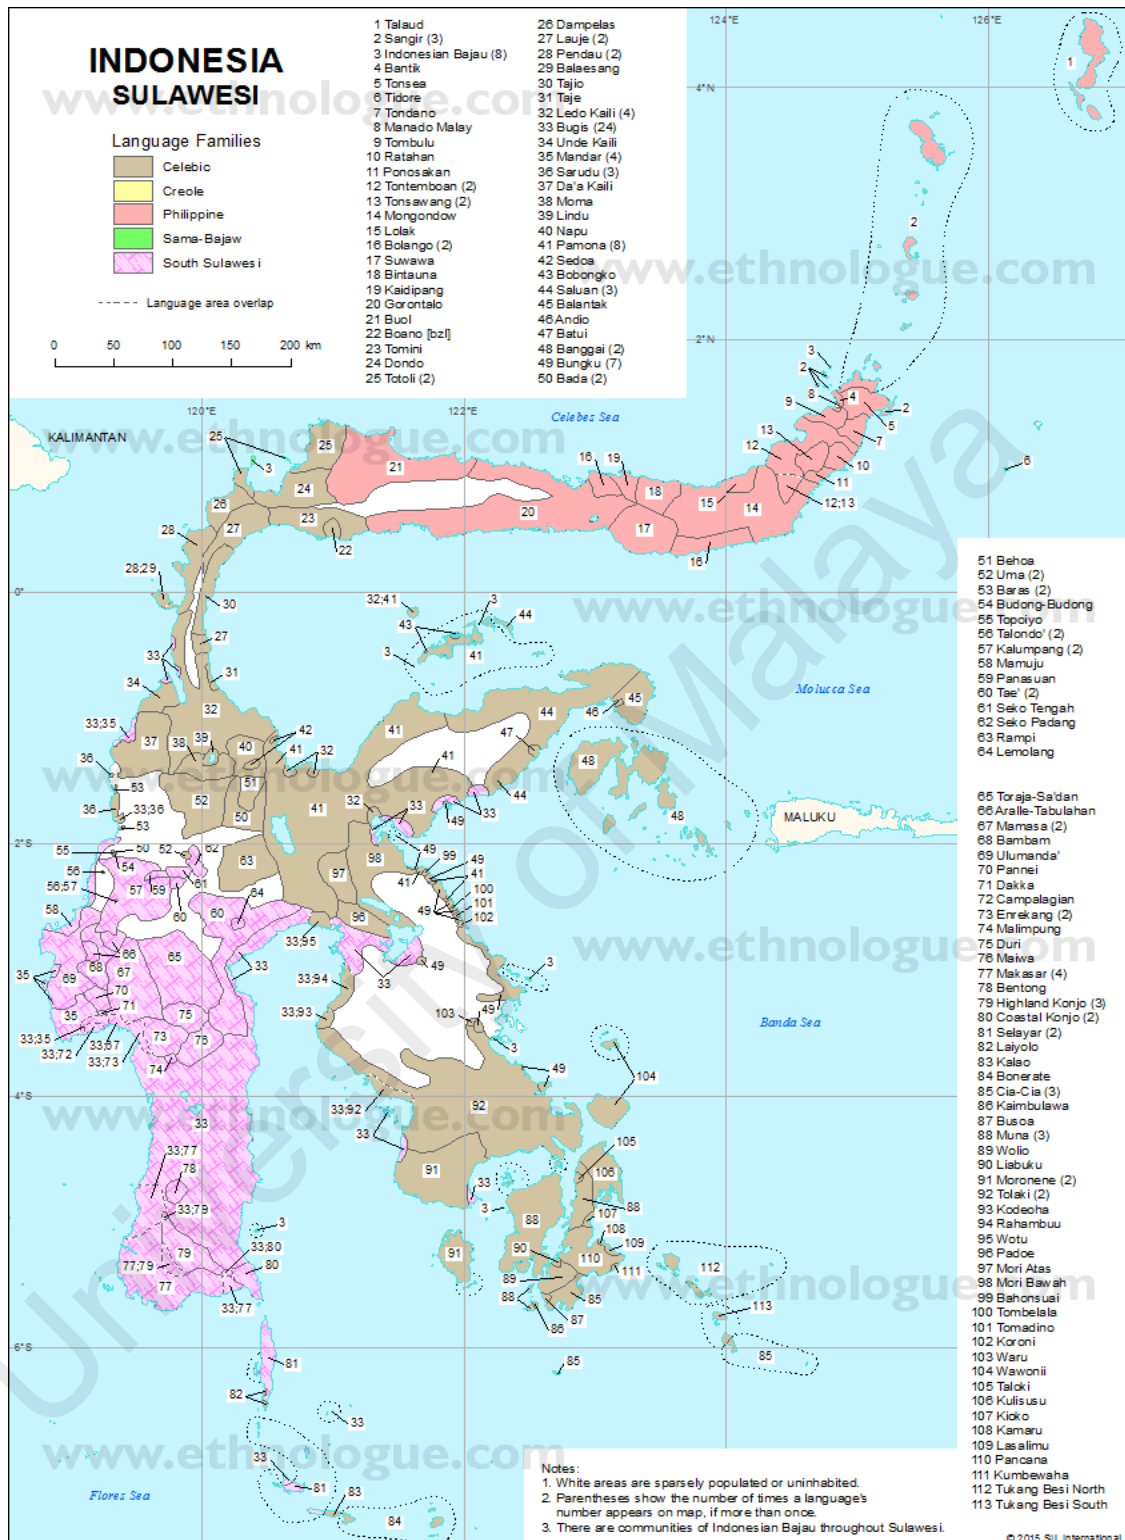 INDONESIA
SULAWESI
Language Families
Celebic
Creole
Philippine
Sama-Bajaw
South Sulawesi
Language area overlap
0 50 100 150 200 km
1 Talaud
2 Sangir (3)
3 Indonesian Bajau (8)
4 Bantik
5 Tonsea
6 Tidore
7 Tondano
8 Manado Malay
9 Tombulu
10 Ratahan
11 Ponosakan
12 Tontemboan (2)
13 Tonsawang (2)
14 Mongondow
15 Lolak
16 Bolango (2)
17 Suwawa
18 Bintauna
19 Kaidipang
20 Gorontalo
21 Buol
22 Boano [bzl]
23 Tomini
24 Dondo
25 Totoli (2)
26 Dampelas
27 Lauje (2)
28 Pendau (2)
29 Balaesang
30 Tajio
31 Taje
32 Ledo Kaili (4)
33 Bugis (24)
34 Unde Kaili
35 Mandar (4)
36 Sarudu (3)
37 Da'a Kaili
38 Moma
39 Lindu
40 Napu
41 Pamona (8)
42 Sedoa
43 Bobongko
44 Saluan (3)
45 Balantak
46 Andio
47 Batui
48 Banggai (2)
49 Bungku (7)
50 Bada (2)
124°E
126°E
4°N
2°N
120°E
122°E
0°
2°S
4°S
6°S
KALIMANTAN
Celebes Sea
Molucca Sea
MALUKU
Banda Sea
Flores Sea
51 Behoa
52 Uma (2)
53 Baras (2)
54 Budong-Budong
55 Topoiyo
56 Talondo' (2)
57 Kalumpang (2)
58 Mamuju
59 Panasuan
60 Tae' (2)
61 Seko Tengah
62 Seko Padang
63 Rampi
64 Lemolang
65 Toraja-Sa'dan
66 Aralle-Tabulahan
67 Mamasa (2)
68 Bambam
69 Ulumanda'
70 Pannei
71 Dakka
72 Campalagian
73 Enrekang (2)
74 Malimpung
75 Duri
76 Maiwa
77 Makasar (4)
78 Bentong
79 Highland Konjo (3)
80 Coastal Konjo (2)
81 Selayar (2)
82 Laiyolo
83 Kalao
84 Bonerate
85 Cia-Cia (3)
86 Kaimbulawa
87 Busoa
88 Muna (3)
89 Wolio
90 Liabuku
91 Moronene (2)
92 Tolaki (2)
93 Kodeoha
94 Rahambuu
95 Wotu
96 Padoe
97 Mori Atas
98 Mori Bawah
99 Bahonsuai
100 Tombelala
101 Tomadino
102 Koroni
103 Waru
104 Wawonii
105 Taloki
106 Kulisusu
107 Kioko
108 Kamaru
109 Lasalimu
110 Pancana
111 Kumbewaha
112 Tukang Besi North
113 Tukang Besi South
Notes:
1. White areas are sparsely populated or uninhabited.
2. Parentheses show the number of times a language's
number appears on map, if more than once.
3. There are communities of Indonesian Bajau throughout Sulawesi.
© 2015 SIL International
www.ethnologue.com
University of Malaya